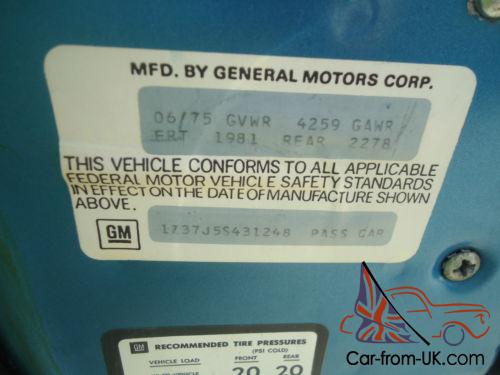 MFD. BY GENERAL MOTORS CORP.
06/75 GVWR 4259 GAWR
FRT 1981 REAR 2278
THIS VEHICLE CONFORMS TO ALL APPLICABLE
FEDERAL MOTOR VEHICLE SAFETY STANDARDS
IN EFFECT ON THE DATE OF MANUFACTURE SHOWN
ABOVE.
GM
1Z37J5S431248 PASS CAR
GM RECOMMENDED TIRE PRESSURES
(PSI COLD)
VEHICLE LOAD FRONT REAR
20 20
Car-from-UK.com